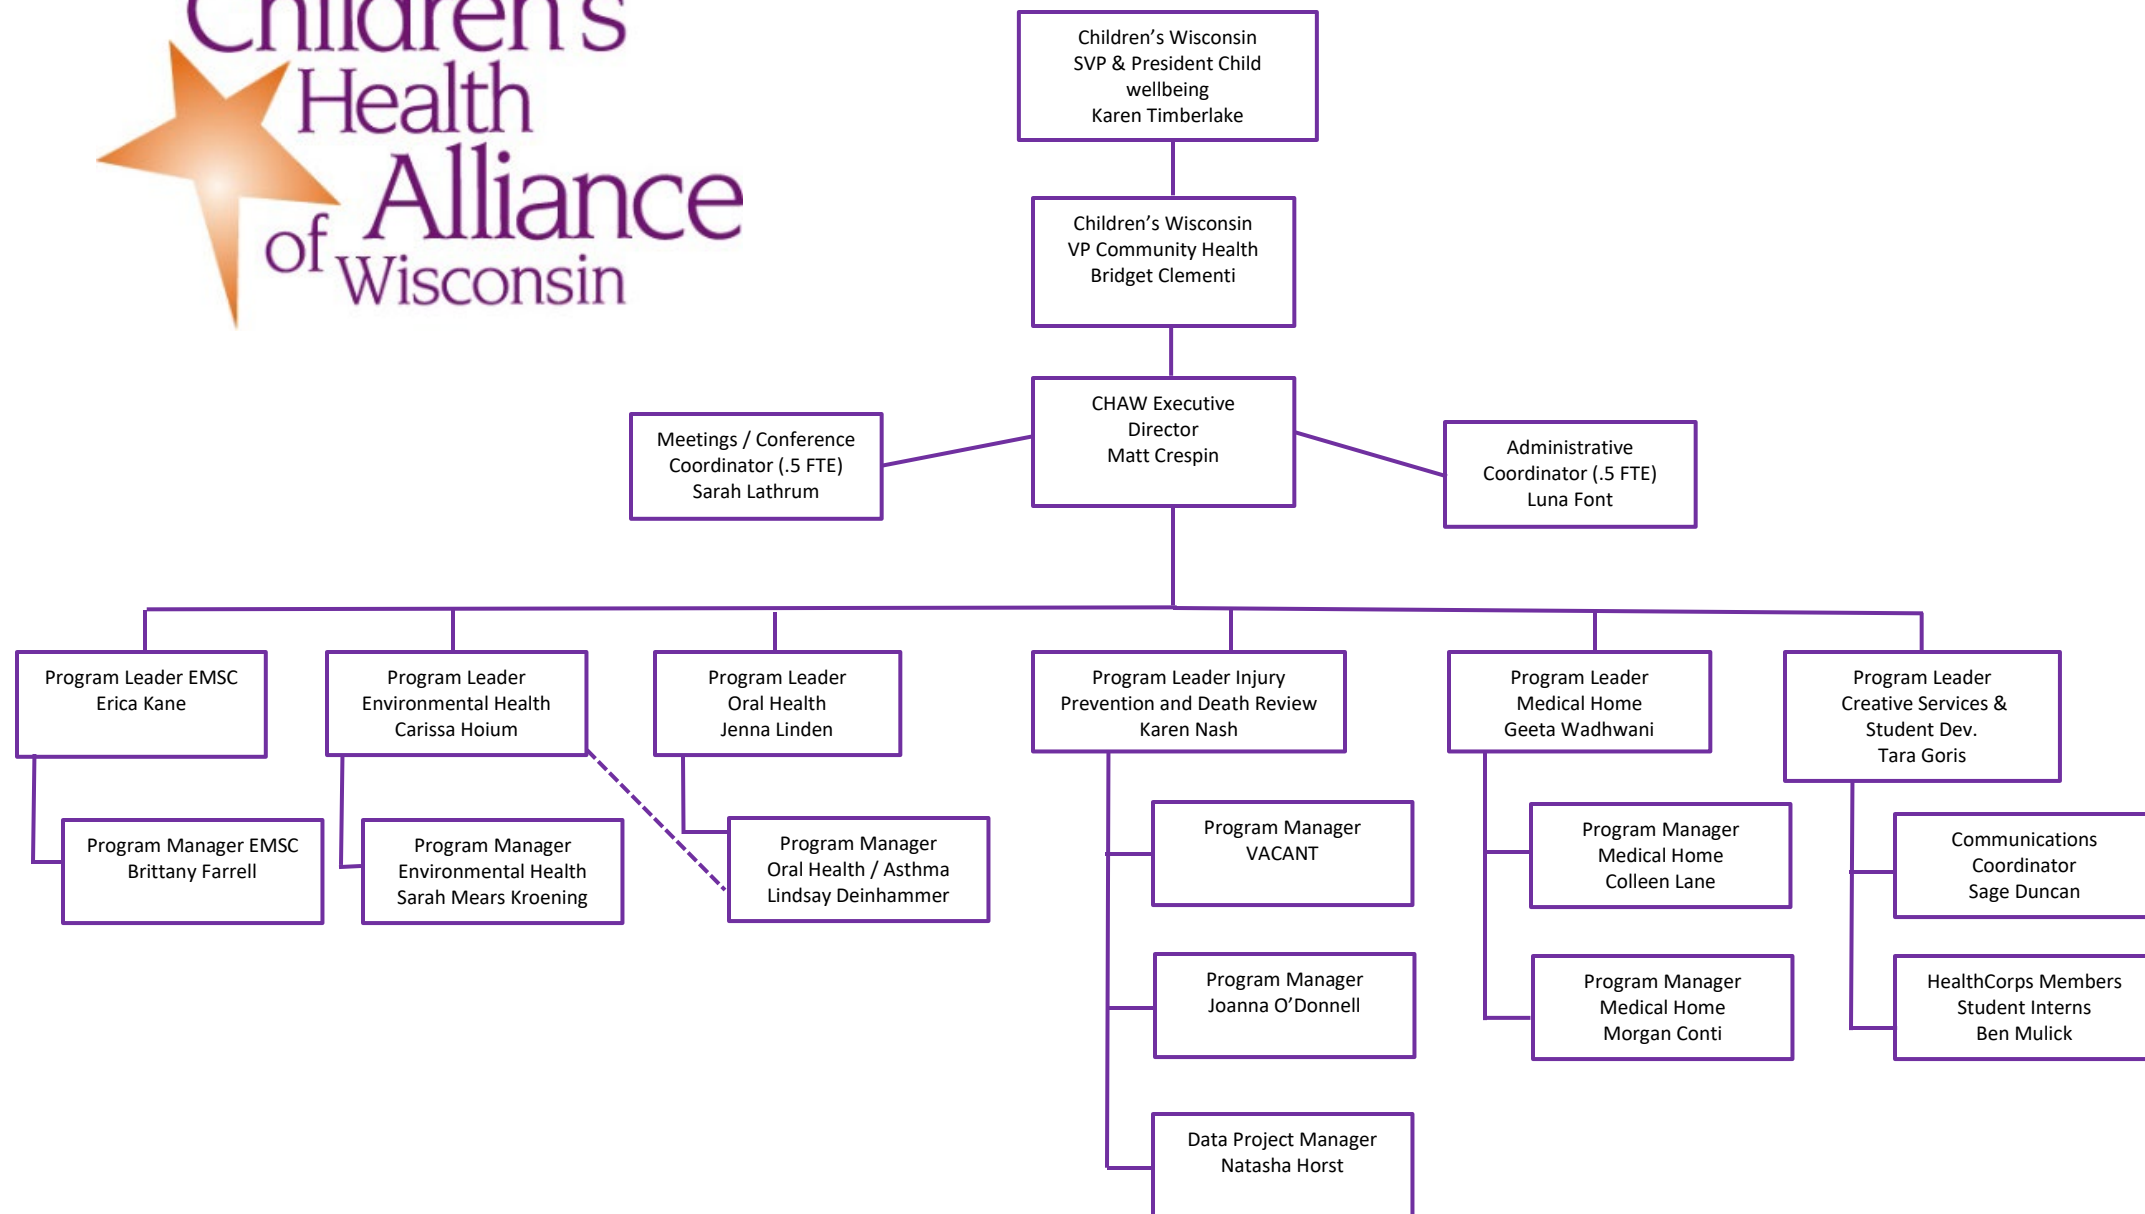 Children's
Health
Alliance
of Wisconsin
Children’s Wisconsin
SVP & President Child
wellbeing
Karen Timberlake
Children’s Wisconsin
VP Community Health
Bridget Clementi
CHAW Executive
Director
Matt Crespin
Meetings / Conference
Coordinator (.5 FTE)
Sarah Lathrum
Administrative
Coordinator (.5 FTE)
Luna Font
Program Leader EMSC
Erica Kane
Program Leader
Environmental Health
Carissa Hoium
Program Leader
Oral Health
Jenna Linden
Program Leader Injury
Prevention and Death Review
Karen Nash
Program Leader
Medical Home
Geeta Wadhwani
Program Leader
Creative Services &
Student Dev.
Tara Goris
Program Manager EMSC
Brittany Farrell
Program Manager
Environmental Health
Sarah Mears Kroening
Program Manager
Oral Health / Asthma
Lindsay Deinhammer
Program Manager
VACANT
Program Manager
Medical Home
Colleen Lane
Communications
Coordinator
Sage Duncan
Program Manager
Joanna O’Donnell
Program Manager
Medical Home
Morgan Conti
HealthCorps Members
Student Interns
Ben Mulick
Data Project Manager
Natasha Horst